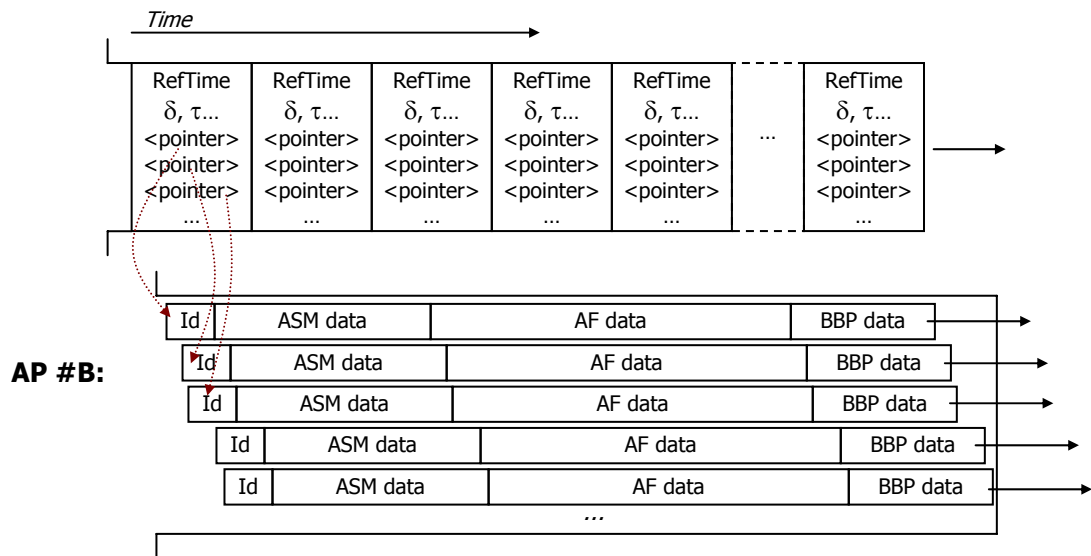 Time
RefTime RefTime RefTime RefTime RefTime RefTime
δ, τ... δ, τ... δ, τ... δ, τ... δ, τ... δ, τ...
<pointer> <pointer> <pointer> <pointer> <pointer> ... <pointer>
<pointer> <pointer> <pointer> <pointer> <pointer> <pointer>
<pointer> <pointer> <pointer> <pointer> <pointer> <pointer>
... ... ... ... ... ...
Id ASM data AF data BBP data
Id ASM data AF data BBP data
AP #B:
Id ASM data AF data BBP data
Id ASM data AF data BBP data
Id ASM data AF data BBP data
...